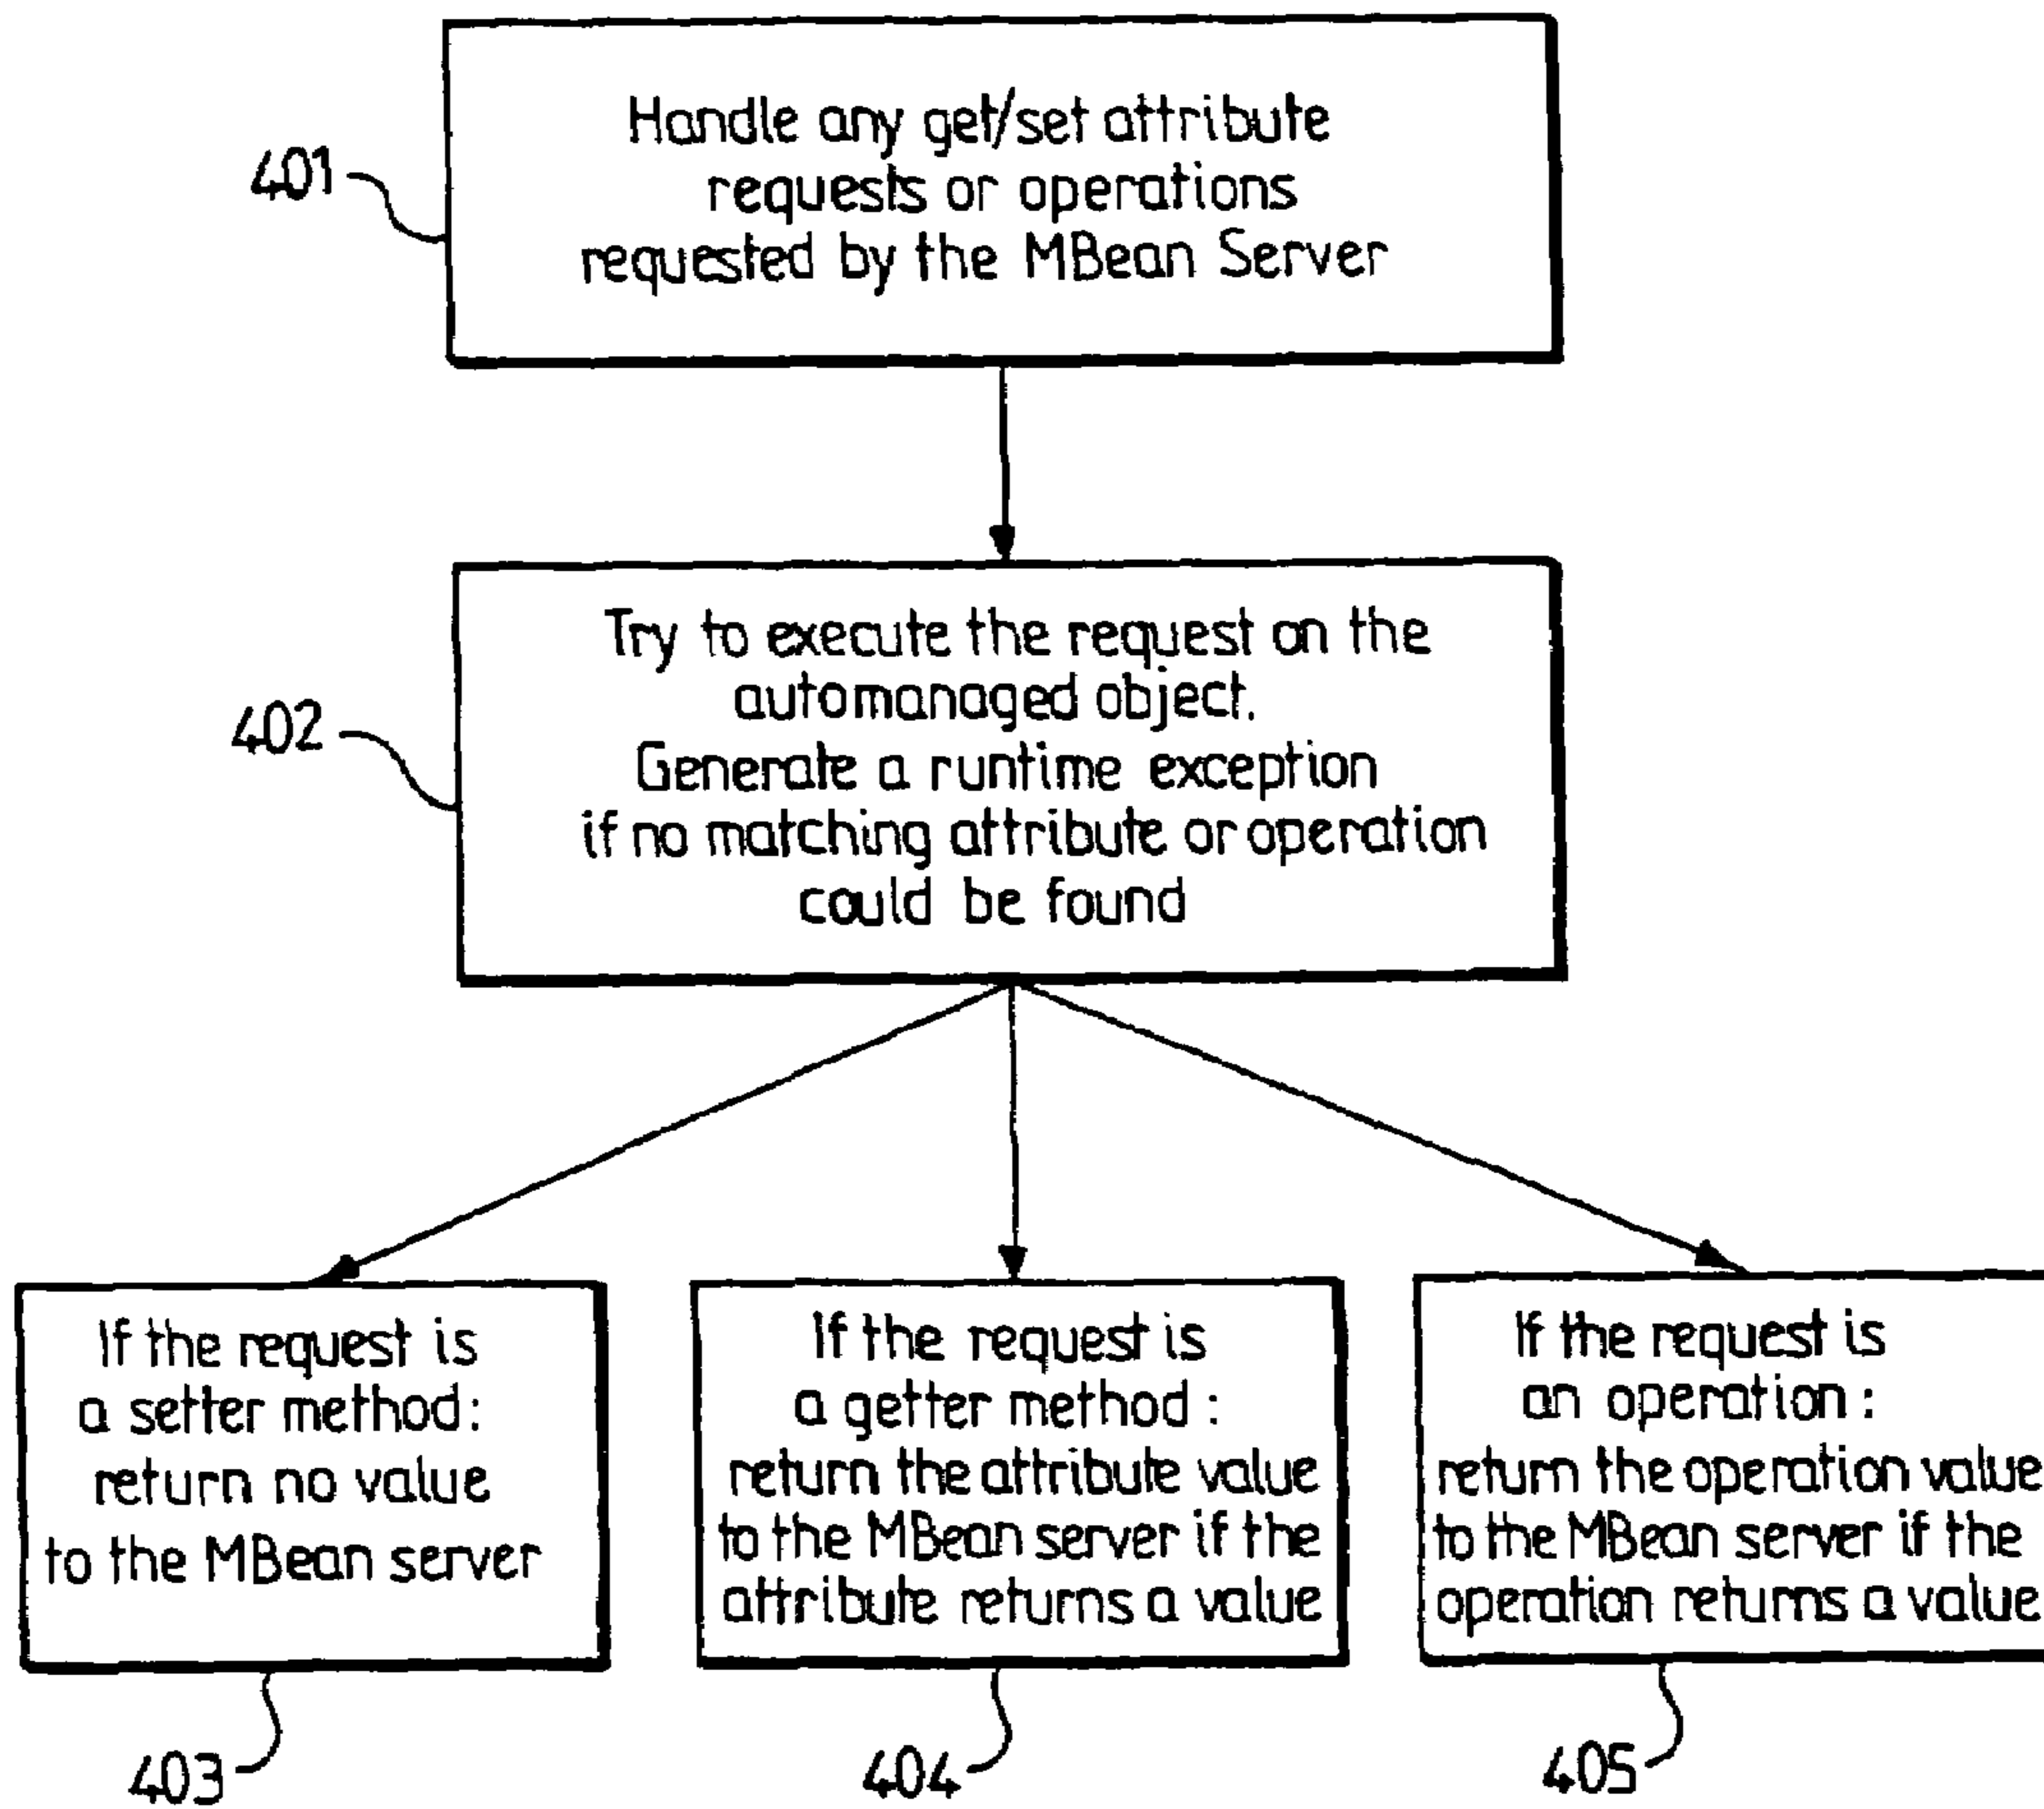 Handle any get/set attribute
requests or operations
requested by the MBean Server
401
Try to execute the request on the
automanaged object.
Generate a runtime exception
if no matching attribute or operation
could be found
402
If the request is
a setter method:
return no value
to the MBean server
403
If the request is
a getter method :
return the attribute value
to the MBean server if the
attribute returns a value
404
If the request is
an operation :
return the operation value
to the MBean server if the
operation returns a value
405